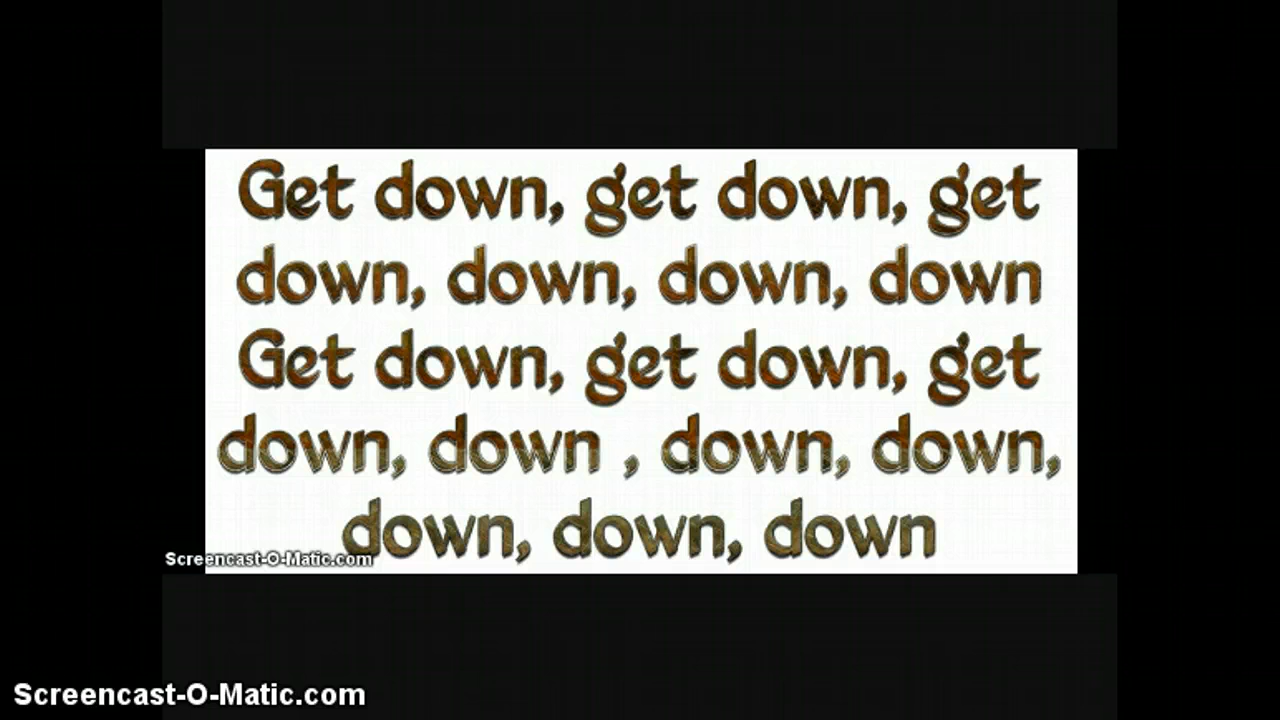 Get down, get down, get
down, down, down, down
Get down, get down, get
down, down , down, down,
down, down, down
Screencast-O-Matic.com
Screencast-O-Matic.com